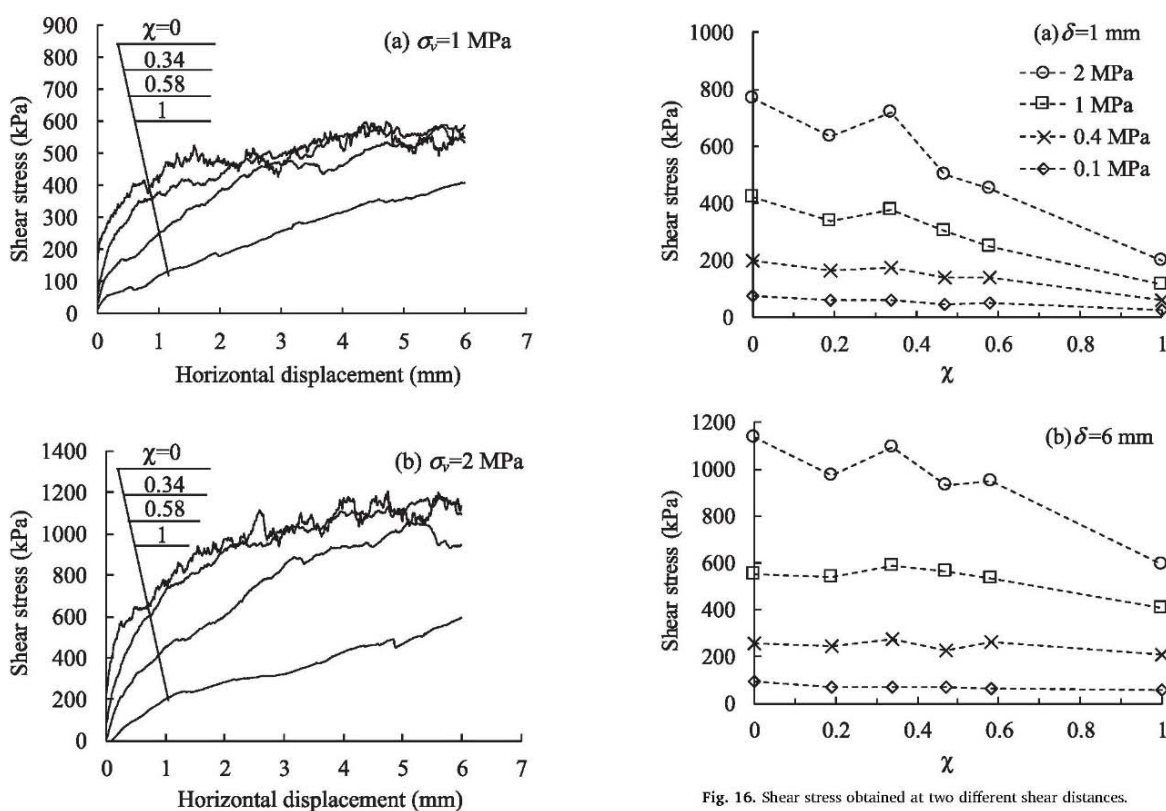 900
800
700
600
500
400
300
200
100
0
Shear stress (kPa)
χ=0
0.34
0.58
1
(a) σᵥ=1 MPa
0 1 2 3 4 5 6 7
Horizontal displacement (mm)
1400
1200
1000
800
600
400
200
0
Shear stress (kPa)
χ=0
0.34
0.58
1
(b) σᵥ=2 MPa
0 1 2 3 4 5 6 7
Horizontal displacement (mm)
1000
800
600
400
200
0
Shear stress (kPa)
(a) δ=1 mm
2 MPa
1 MPa
0.4 MPa
0.1 MPa
0 0.2 0.4 0.6 0.8 1
χ
1200
1000
800
600
400
200
0
Shear stress (kPa)
(b) δ=6 mm
0 0.2 0.4 0.6 0.8 1
χ
Fig. 16. Shear stress obtained at two different shear distances.